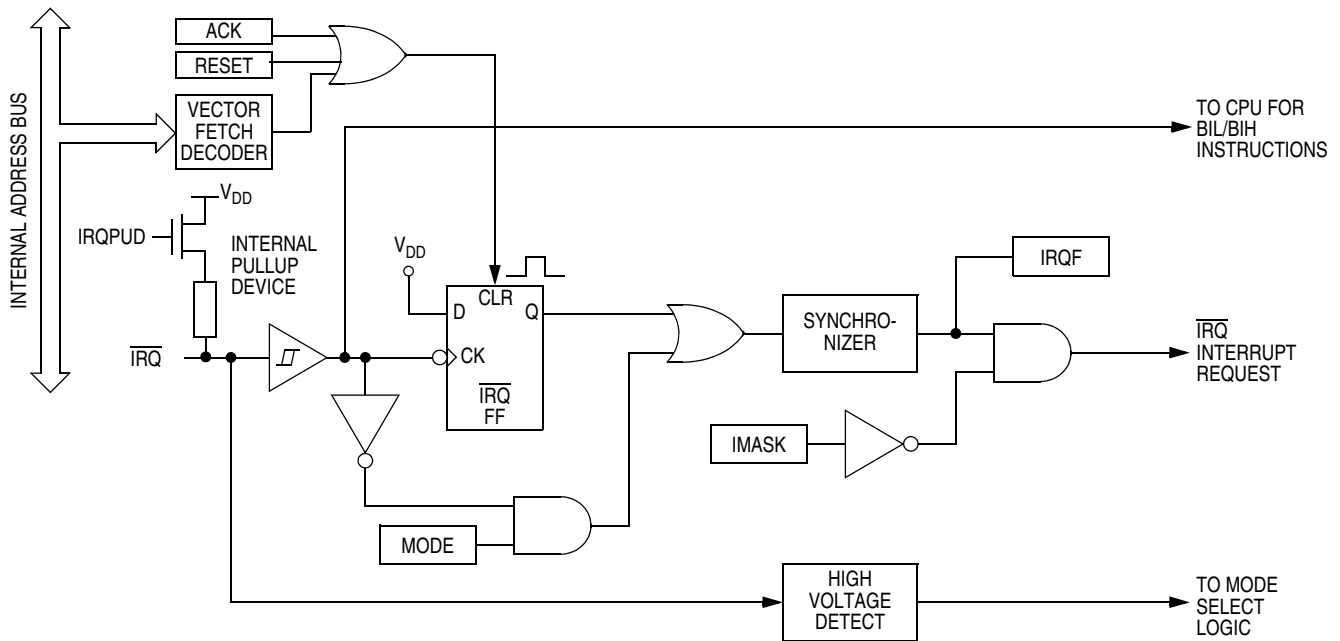 INTERNAL ADDRESS BUS
ACK
RESET
VECTOR
FETCH
DECODER
TO CPU FOR
BIL/BIH
INSTRUCTIONS
VDD
IRQPUD
INTERNAL
PULLUP
DEVICE
VDD
CLR
D
Q
CK
IRQ
FF
IRQ
SYNCHRO-
NIZER
IRQF
IRQ
INTERRUPT
REQUEST
IMASK
MODE
HIGH
VOLTAGE
DETECT
TO MODE
SELECT
LOGIC